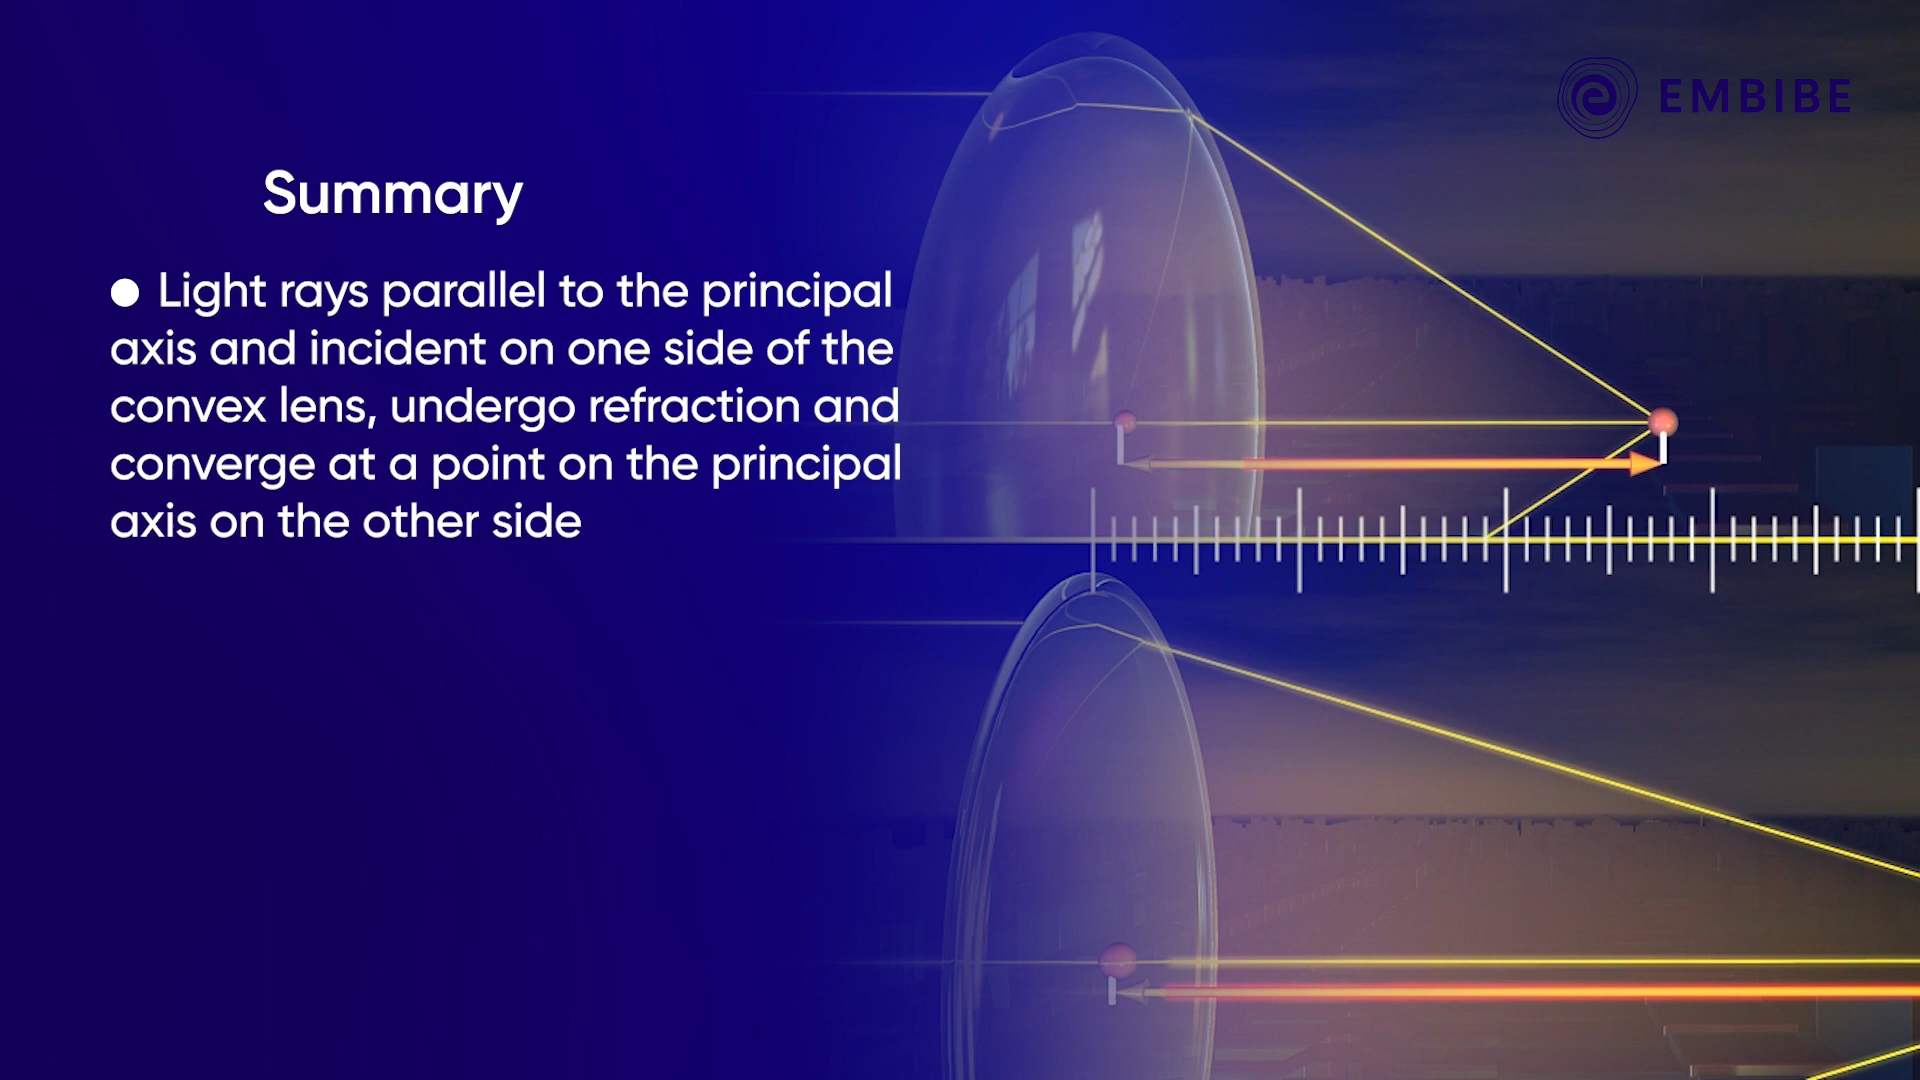 EMBIBE
Summary
● Light rays parallel to the principal
axis and incident on one side of the
convex lens, undergo refraction and
converge at a point on the principal
axis on the other side